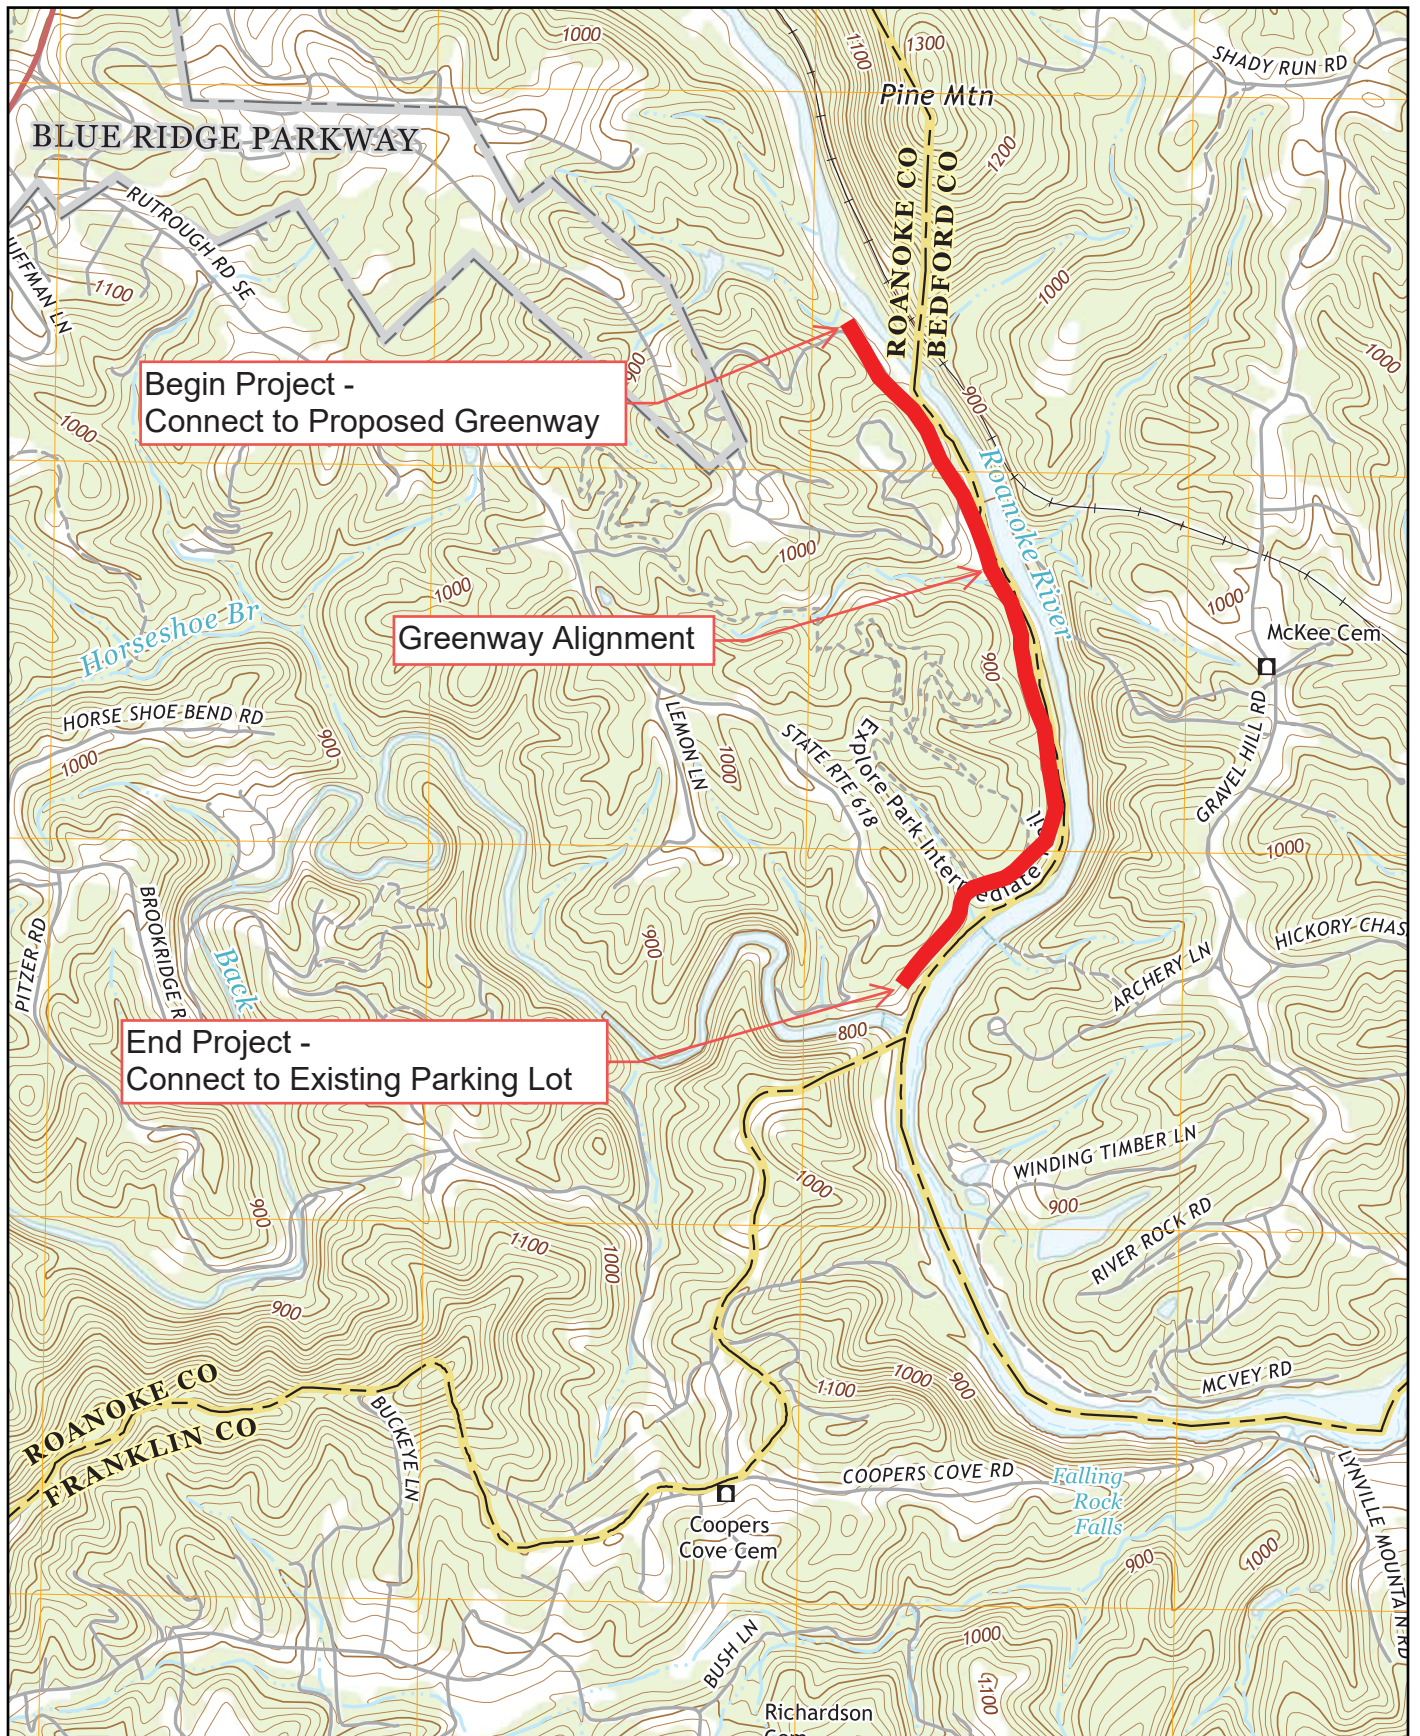 1000
1100
1300
SHADY RUN RD
Pine Mtn
BLUE RIDGE PARKWAY
1200
ROANOKE CO
BEDFORD CO
RUTROUGH RD SE
UFFMAN LN
1100
1000
1000
900
Begin Project -
Connect to Proposed Greenway
900
1000
Roanoke River
1000
1000
1000
Horseshoe Br
Greenway Alignment
McKee Cem
900
HORSE SHOE BEND RD
1000
900
LEMON LN
1000
STATE RTE 618
Explore Park Intermediate
il
GRAVEL HILL RD
1000
PITZER RD
BROOKRIDGE R
Back
900
ARCHERY LN
HICKORY CHAS
End Project -
Connect to Existing Parking Lot
800
WINDING TIMBER LN
1000
900
900
RIVER ROCK RD
1100
1000
900
ROANOKE CO
FRANKLIN CO
BUCKEYE LN
1100
1000
900
MCVEY RD
COOPERS COVE RD
Falling
Rock
Falls
LYNVILLE MOUNTAIN RD
Coopers
Cove Cem
900
1000
BUSH LN
1000
1100
Richardson
Cem